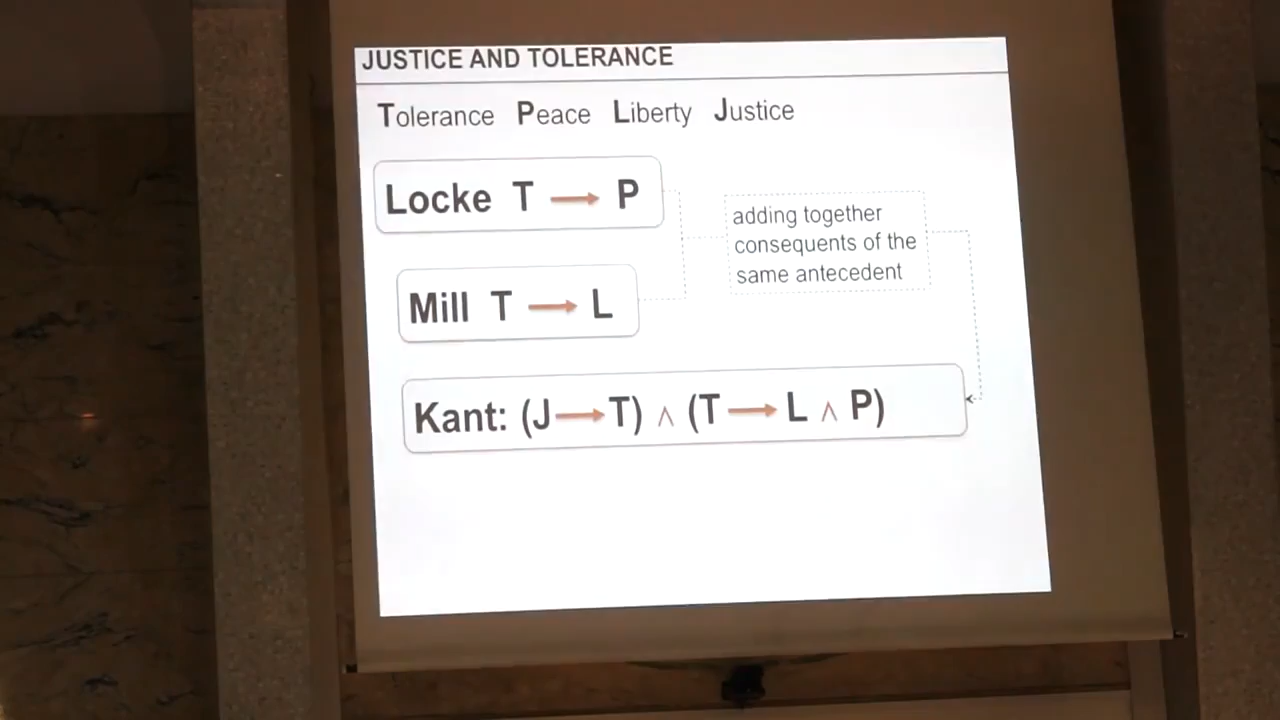 JUSTICE AND TOLERANCE
Tolerance Peace Liberty Justice
Locke T → P
adding together
consequents of the
same antecedent
Mill T → L
Kant: (J→T) ∧ (T → L ∧ P)